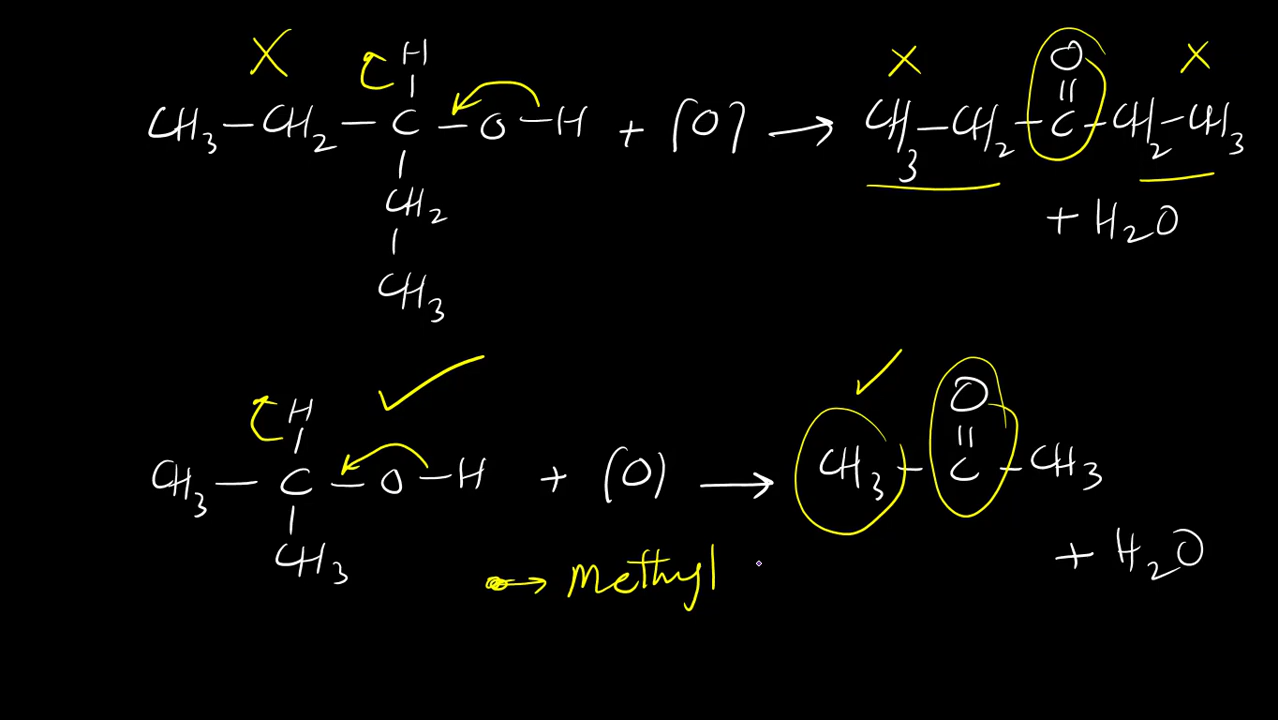 X H O X X
CH3 – CH2 – C – O – H + [O] → CH3 – CH2 – C – CH2 – CH3
CH2 + H2O
CH3
H O
CH3 – C – O – H + [O] → CH3 – C – CH3
CH3 + H2O
→ Methyl